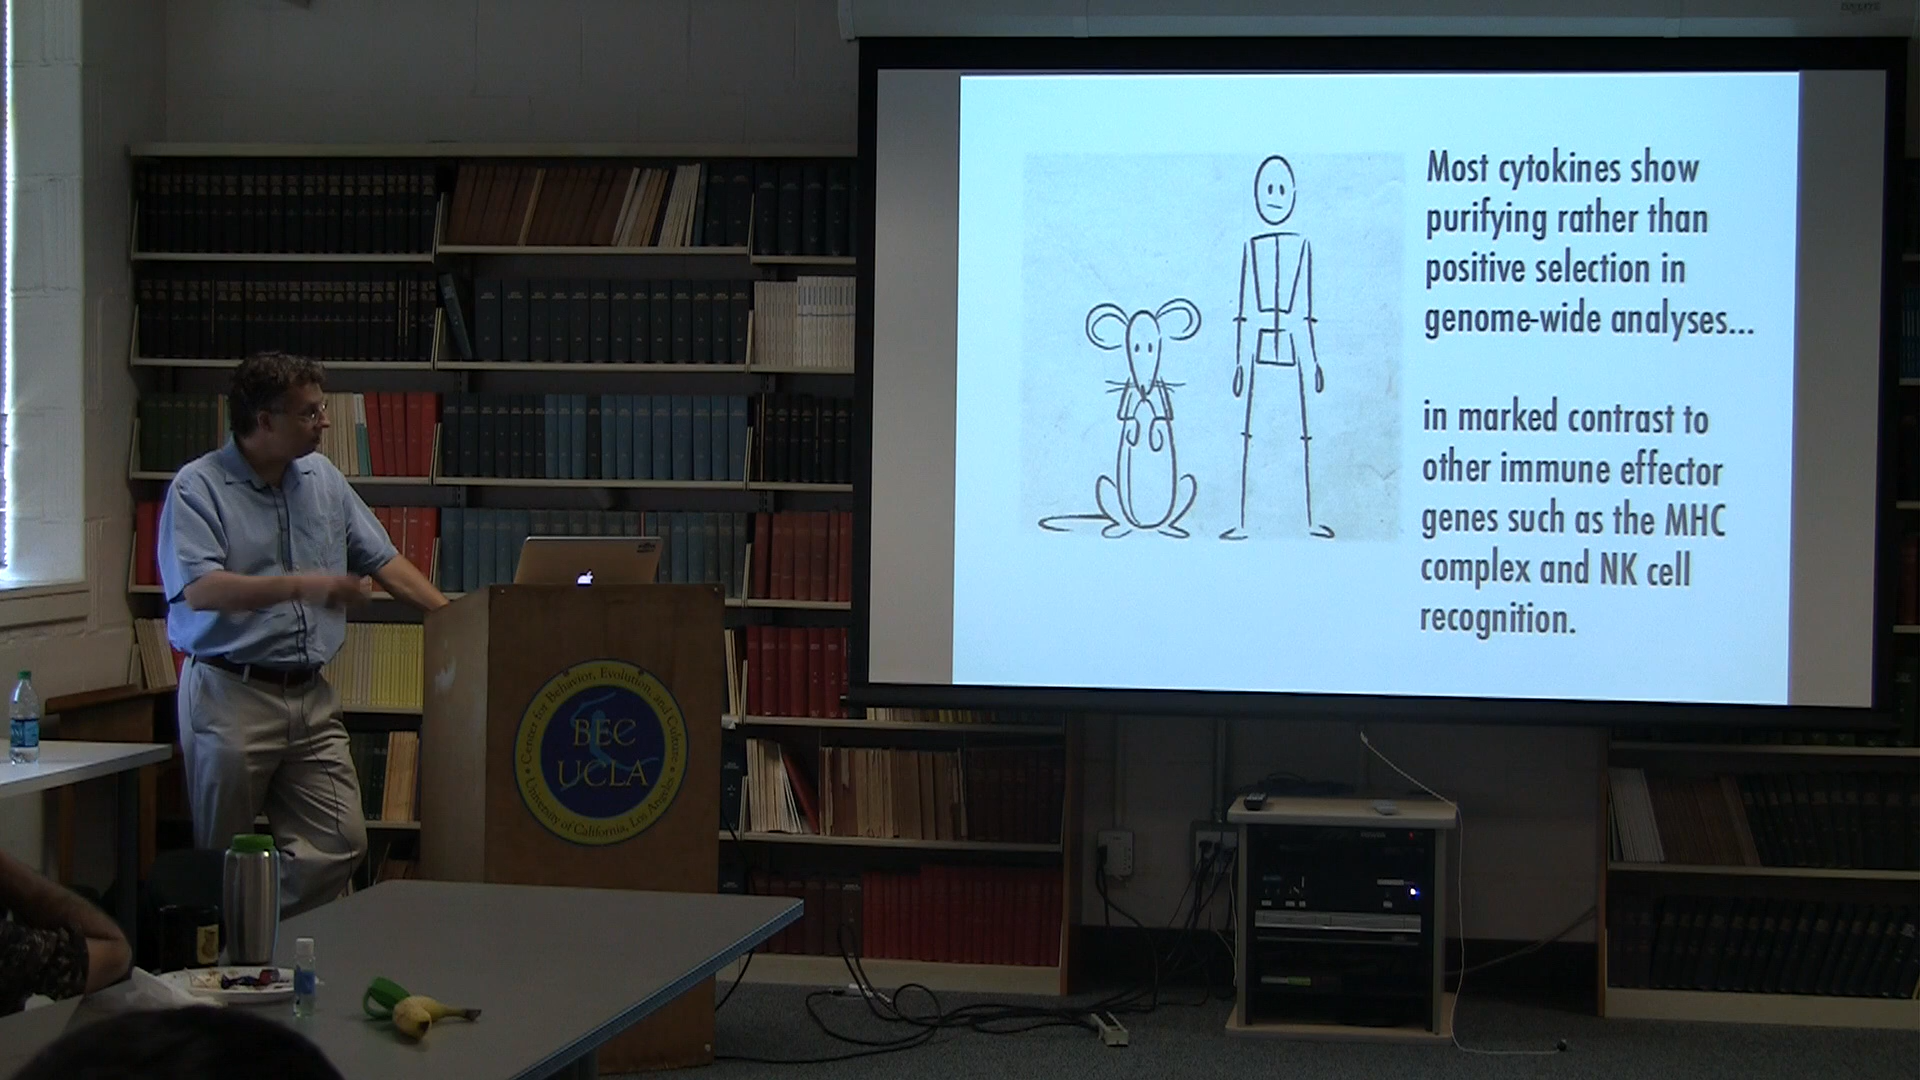 Most cytokines show
purifying rather than
positive selection in
genome-wide analyses...
in marked contrast to
other immune effector
genes such as the MHC
complex and NK cell
recognition.
Center for Behavior, Evolution, and Culture
BEC
UCLA
University of California, Los Angeles